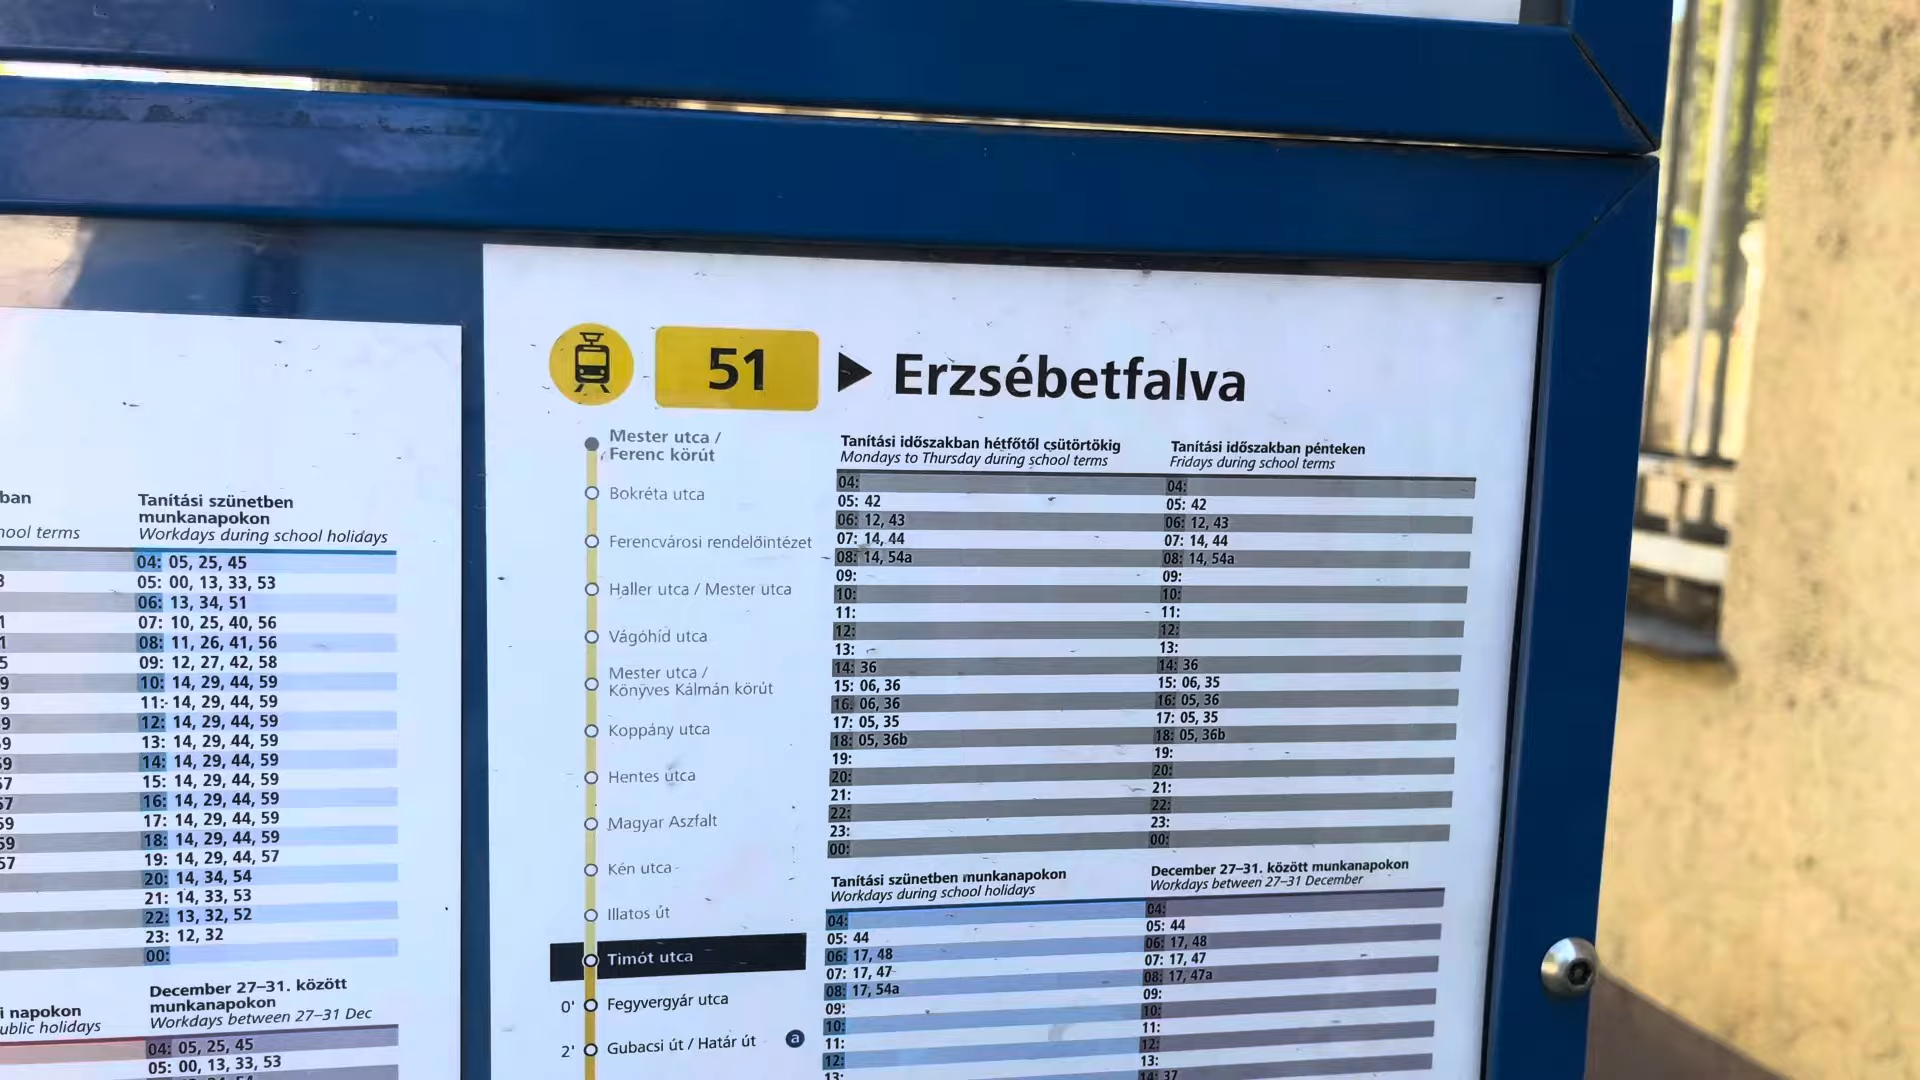 51 ▶ Erzsébetfalva
Mester utca /
Ferenc körút
Bokréta utca
Ferencvárosi rendelőintézet
Haller utca / Mester utca
Vágóhíd utca
Mester utca /
Könyves Kálmán körút
Koppány utca
Hentes utca
Magyar Aszfalt
Kén utca
Illatos út
Timót utca
0' Fegyvergyár utca
2' Gubacsi út / Határ út a
Tanítási időszakban hétfőtől csütörtökig
Mondays to Thursday during school terms
04:
05: 42
06: 12, 43
07: 14, 44
08: 14, 54a
09:
10:
11:
12:
13:
14: 36
15: 06, 36
16: 06, 36
17: 05, 35
18: 05, 36b
19:
20:
21:
22:
23:
00:
Tanítási időszakban pénteken
Fridays during school terms
04:
05: 42
06: 12, 43
07: 14, 44
08: 14, 54a
09:
10:
11:
12:
13:
14: 36
15: 06, 35
16: 05, 36
17: 05, 35
18: 05, 36b
19:
20:
21:
22:
23:
00:
Tanítási szünetben munkanapokon
Workdays during school holidays
04:
05: 44
06: 17, 48
07: 17, 47
08: 17, 54a
09:
10:
11:
12:
13:
December 27–31. között munkanapokon
Workdays between 27–31 December
04:
05: 44
06: 17, 48
07: 17, 47
08: 17, 47a
09:
10:
11:
12:
13:
14: 37
ban
hool terms
Tanítási szünetben
munkanapokon
Workdays during school holidays
04: 05, 25, 45
05: 00, 13, 33, 53
06: 13, 34, 51
07: 10, 25, 40, 56
08: 11, 26, 41, 56
09: 12, 27, 42, 58
10: 14, 29, 44, 59
11: 14, 29, 44, 59
12: 14, 29, 44, 59
13: 14, 29, 44, 59
14: 14, 29, 44, 59
15: 14, 29, 44, 59
16: 14, 29, 44, 59
17: 14, 29, 44, 59
18: 14, 29, 44, 59
19: 14, 29, 44, 57
20: 14, 34, 54
21: 14, 33, 53
22: 13, 32, 52
23: 12, 32
00:
i napokon
ublic holidays
December 27–31. között
munkanapokon
Workdays between 27–31 Dec
04: 05, 25, 45
05: 00, 13, 33, 53